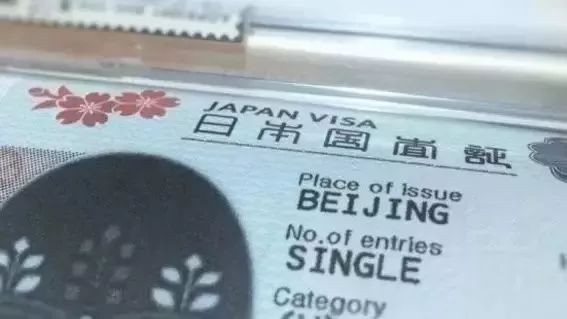 JAPAN VISA
日本国査証
Place of issue
BEIJING
No.of entries
SINGLE
Category